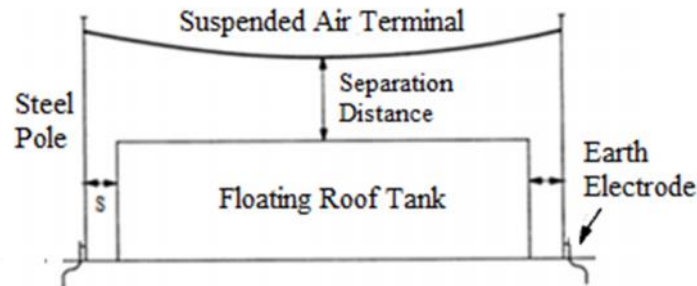 Suspended Air Terminal
Steel
Pole
Separation
Distance
Earth
Electrode
S
Floating Roof Tank